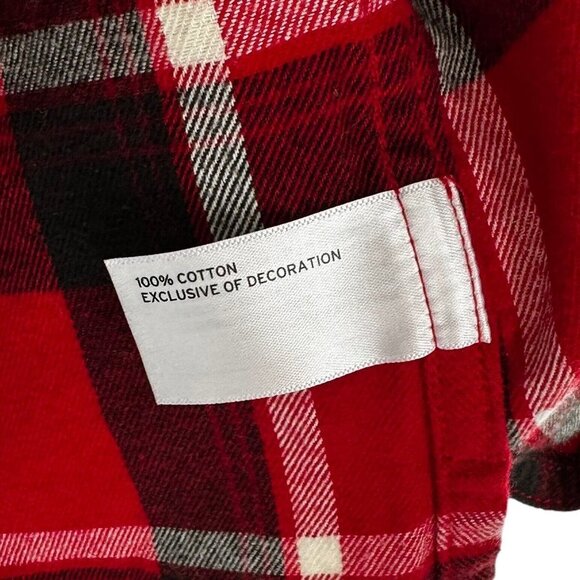 100% COTTON
EXCLUSIVE OF DECORATION